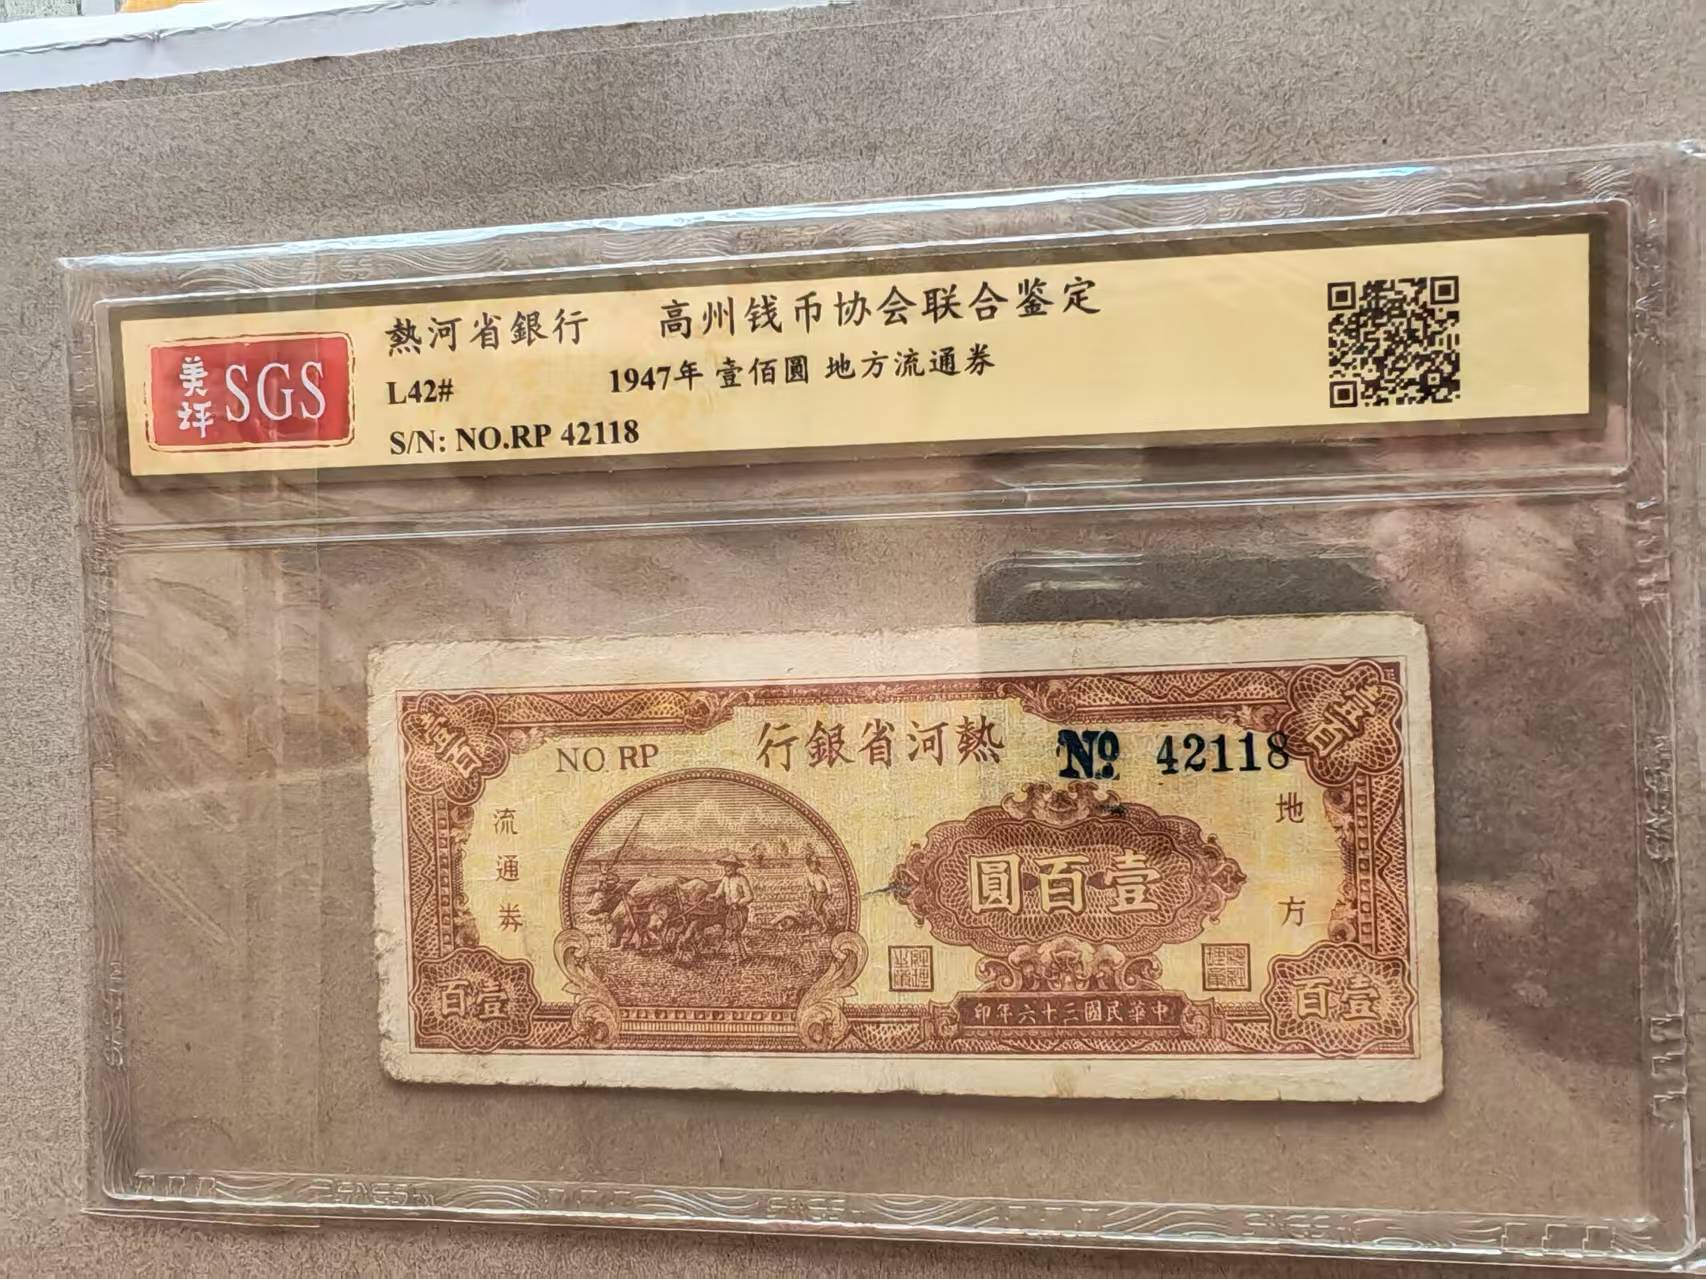 美评 SGS
熱河省銀行 高州钱币协会联合鉴定
L42# 1947年 壹佰圓 地方流通券
S/N: NO.RP 42118
壹百
壹百
NO. RP
行銀省河熱
No 42118
流通券
地方
圓百壹
百壹
印年六十三國民華中
百壹